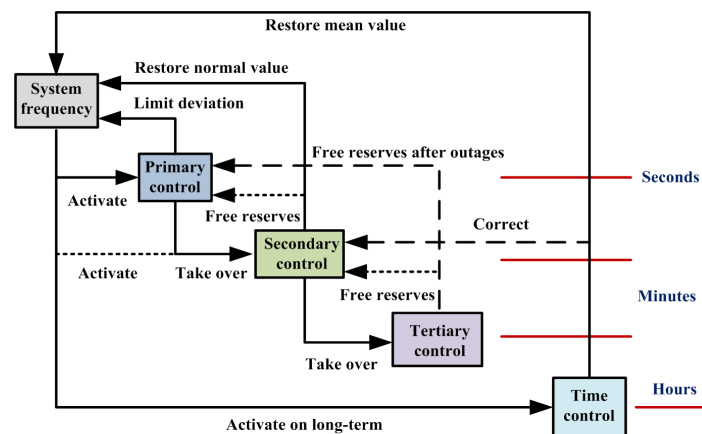 Restore mean value
Restore normal value
System
frequency
Limit deviation
Primary
control
Free reserves after outages
Seconds
Activate
Free reserves
Correct
Secondary
control
Activate
Take over
Free reserves
Minutes
Tertiary
control
Take over
Hours
Time
control
Activate on long-term